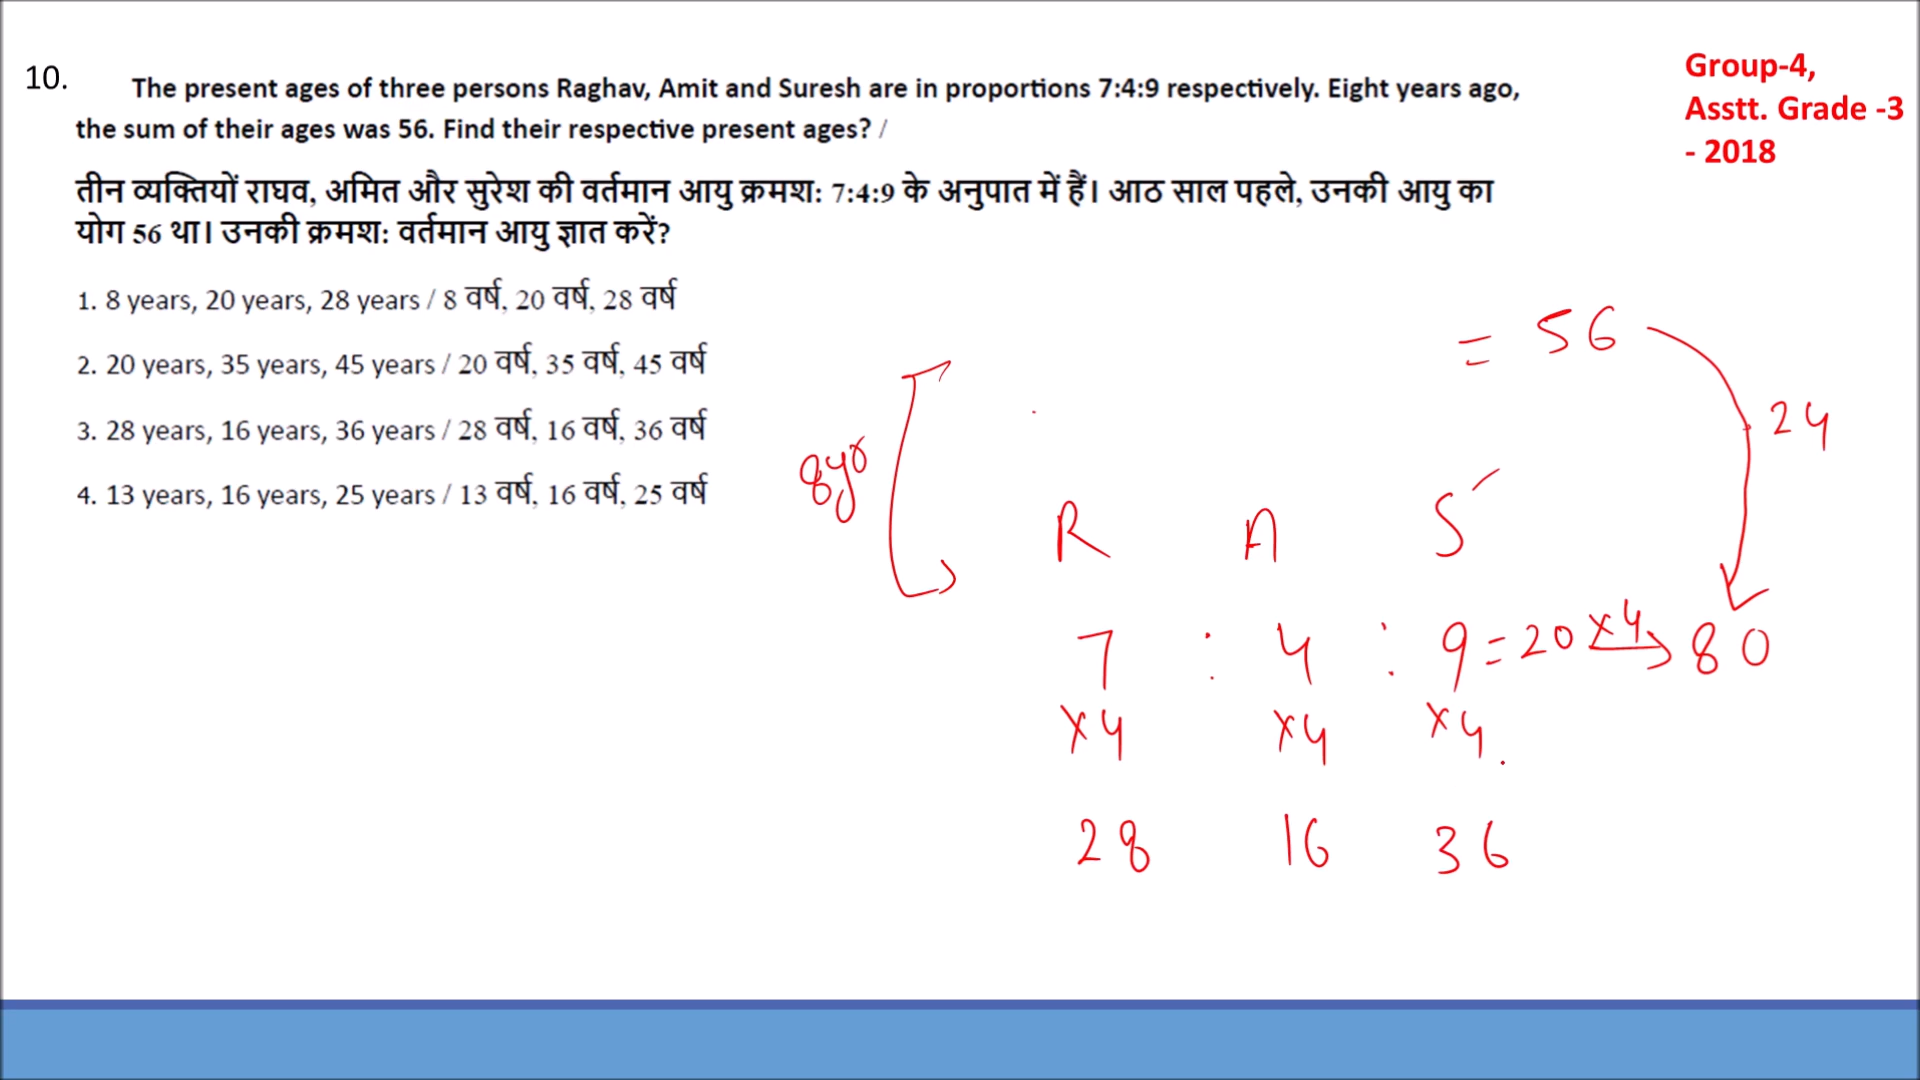 10.
The present ages of three persons Raghav, Amit and Suresh are in proportions 7:4:9 respectively. Eight years ago,
the sum of their ages was 56. Find their respective present ages? /
तीन व्यक्तियों राघव, अमित और सुरेश की वर्तमान आयु क्रमश: 7:4:9 के अनुपात में हैं। आठ साल पहले, उनकी आयु का
योग 56 था। उनकी क्रमश: वर्तमान आयु ज्ञात करें?
1. 8 years, 20 years, 28 years / 8 वर्ष, 20 वर्ष, 28 वर्ष
2. 20 years, 35 years, 45 years / 20 वर्ष, 35 वर्ष, 45 वर्ष
3. 28 years, 16 years, 36 years / 28 वर्ष, 16 वर्ष, 36 वर्ष
4. 13 years, 16 years, 25 years / 13 वर्ष, 16 वर्ष, 25 वर्ष
Group-4,
Asstt. Grade -3
- 2018
= 56
24
8yr
R A S
7 : 4 : 9 = 20 x4 80
x4 x4 x4
28 16 36